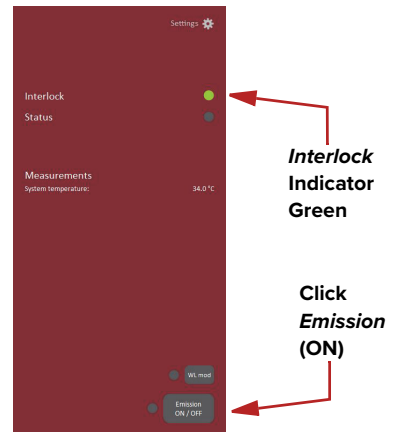 Settings
Interlock
Status
Interlock
Indicator
Green
Measurements
System temperature: 34.0 °C
Click
Emission
(ON)
WL mod
Emission
ON / OFF